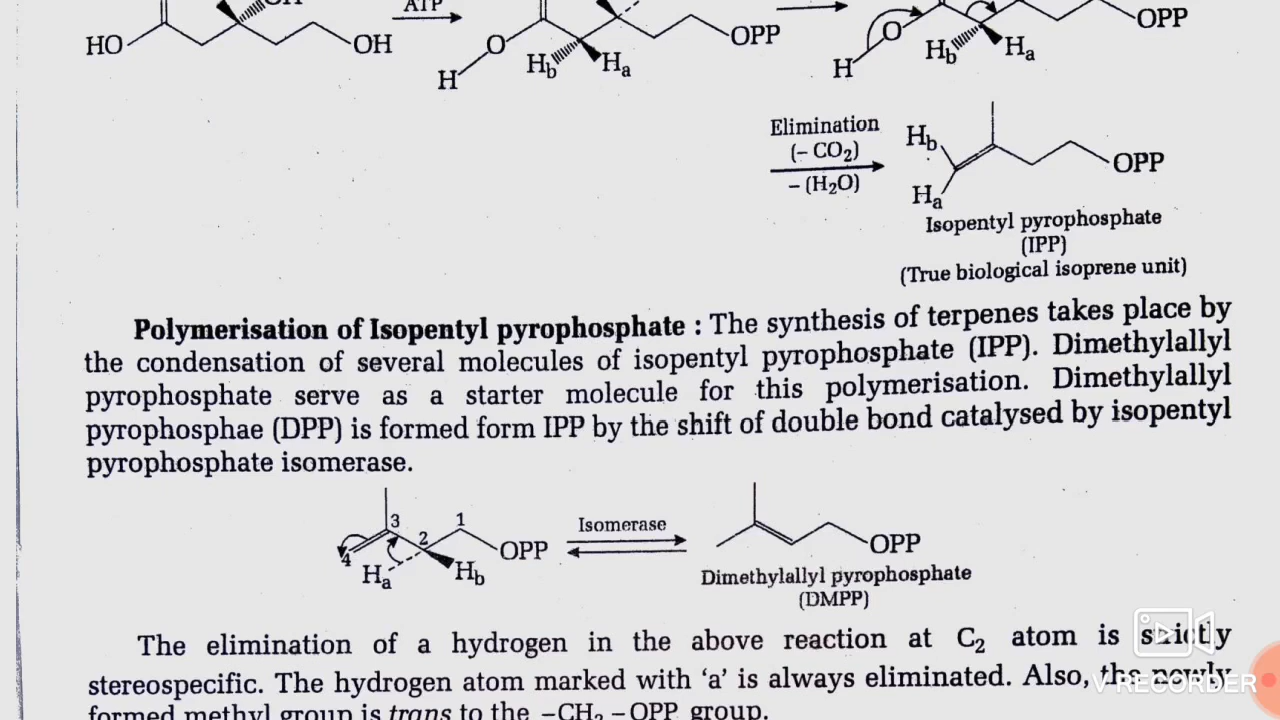 ATP
HO
OH
O
H
Hb
Ha
OPP
O
H
Hb
Ha
OPP
Elimination
(– CO₂)
– (H₂O)
Hb
Ha
OPP
Isopentyl pyrophosphate
(IPP)
(True biological isoprene unit)
Polymerisation of Isopentyl pyrophosphate : The synthesis of terpenes takes place by
the condensation of several molecules of isopentyl pyrophosphate (IPP). Dimethylallyl
pyrophosphate serve as a starter molecule for this polymerisation. Dimethylallyl
pyrophosphae (DPP) is formed form IPP by the shift of double bond catalysed by isopentyl
pyrophosphate isomerase.
3
1
2
4
Ha
Hb
OPP
Isomerase
OPP
Dimethylallyl pyrophosphate
(DMPP)
The elimination of a hydrogen in the above reaction at C₂ atom is strictly
stereospecific. The hydrogen atom marked with ‘a’ is always eliminated. Also, the newly
formed methyl group is trans to the –CH₂ –OPP group.
V RECORDER